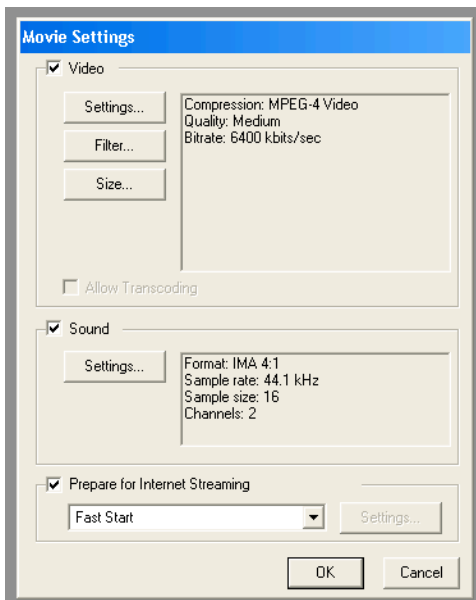 Movie Settings
Video
Settings...
Compression: MPEG-4 Video
Quality: Medium
Bitrate: 6400 kbits/sec
Filter...
Size...
Allow Transcoding
Sound
Settings...
Format: IMA 4:1
Sample rate: 44.1 kHz
Sample size: 16
Channels: 2
Prepare for Internet Streaming
Fast Start
Settings...
OK
Cancel